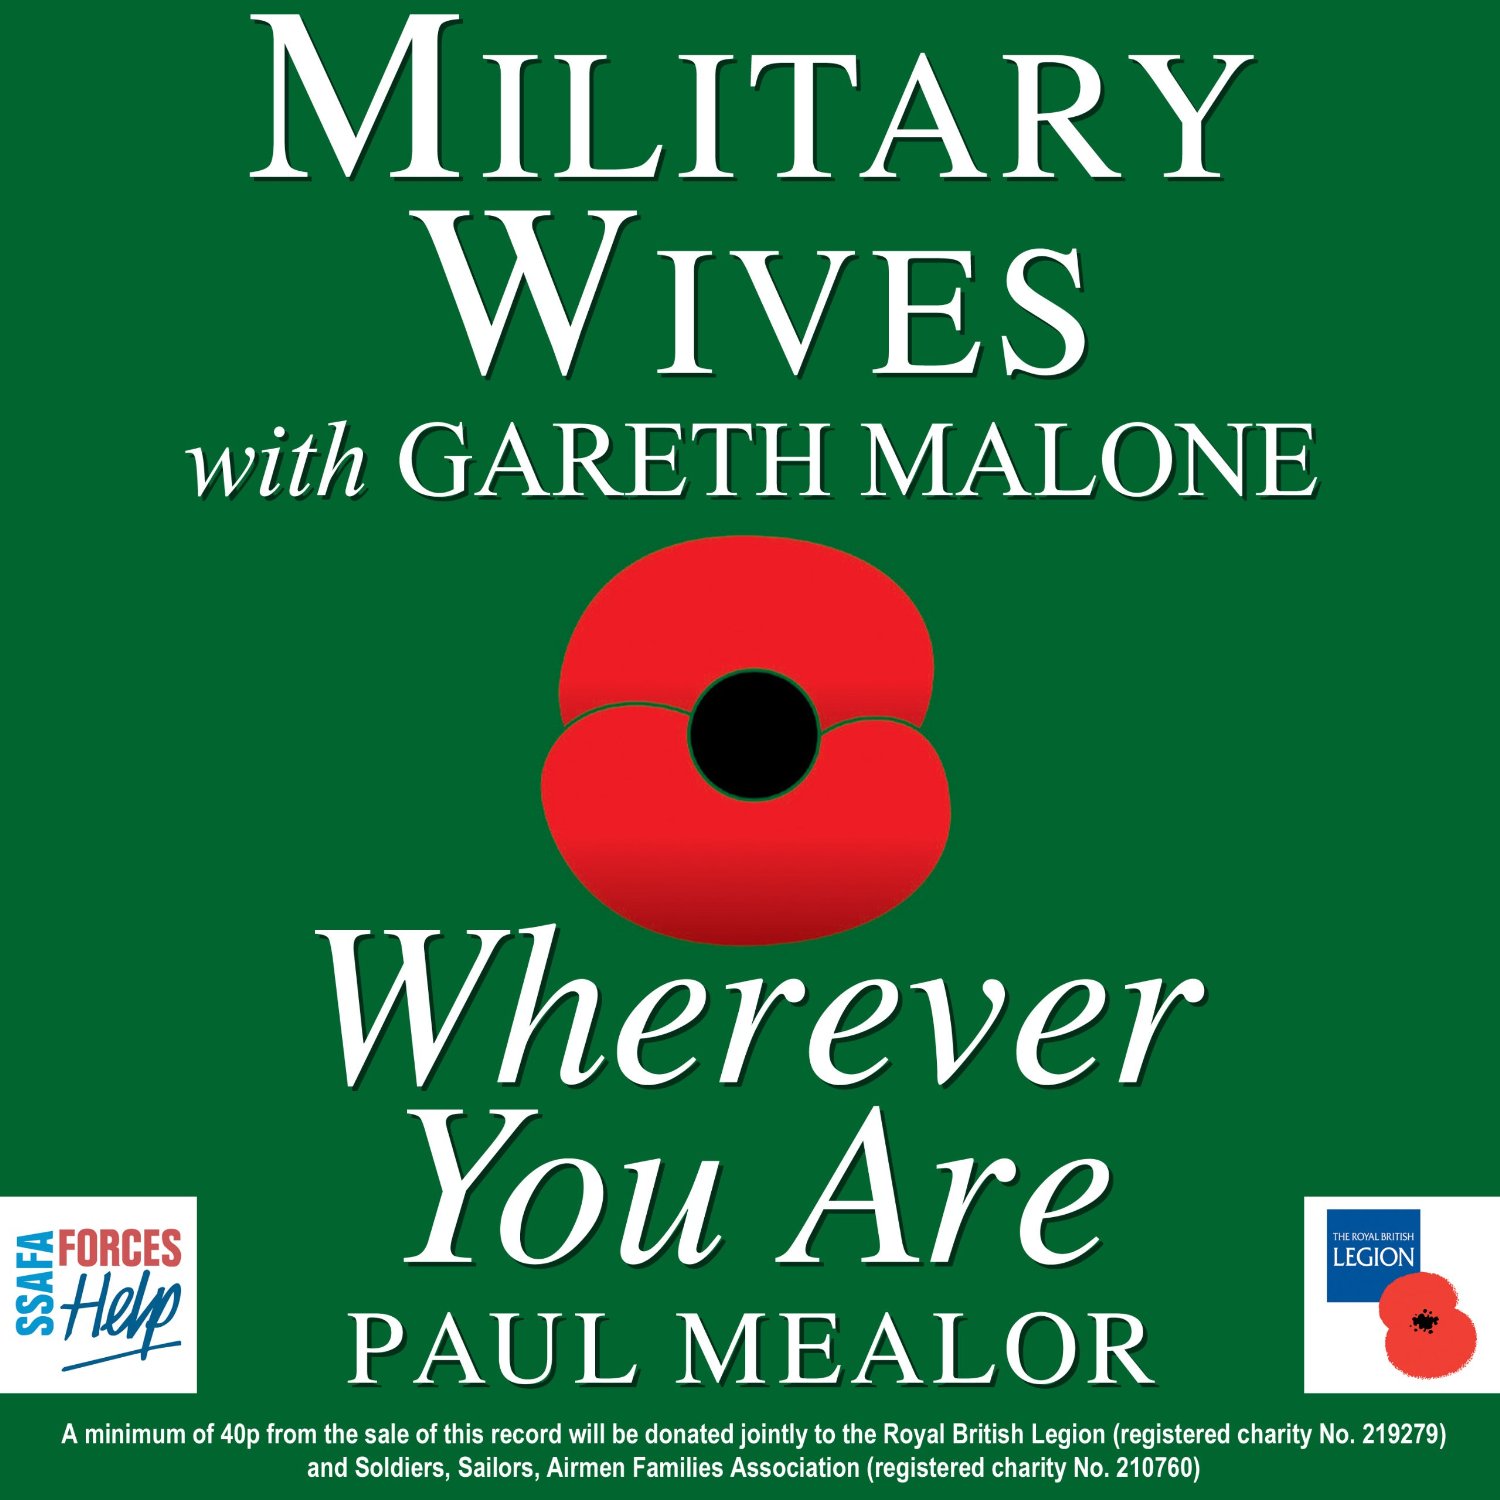 MILITARY
WIVES
with GARETH MALONE
Wherever
You Are
PAUL MEALOR
SSAFA
FORCES
Help
THE ROYAL BRITISH
LEGION
A minimum of 40p from the sale of this record will be donated jointly to the Royal British Legion (registered charity No. 219279)
and Soldiers, Sailors, Airmen Families Association (registered charity No. 210760)